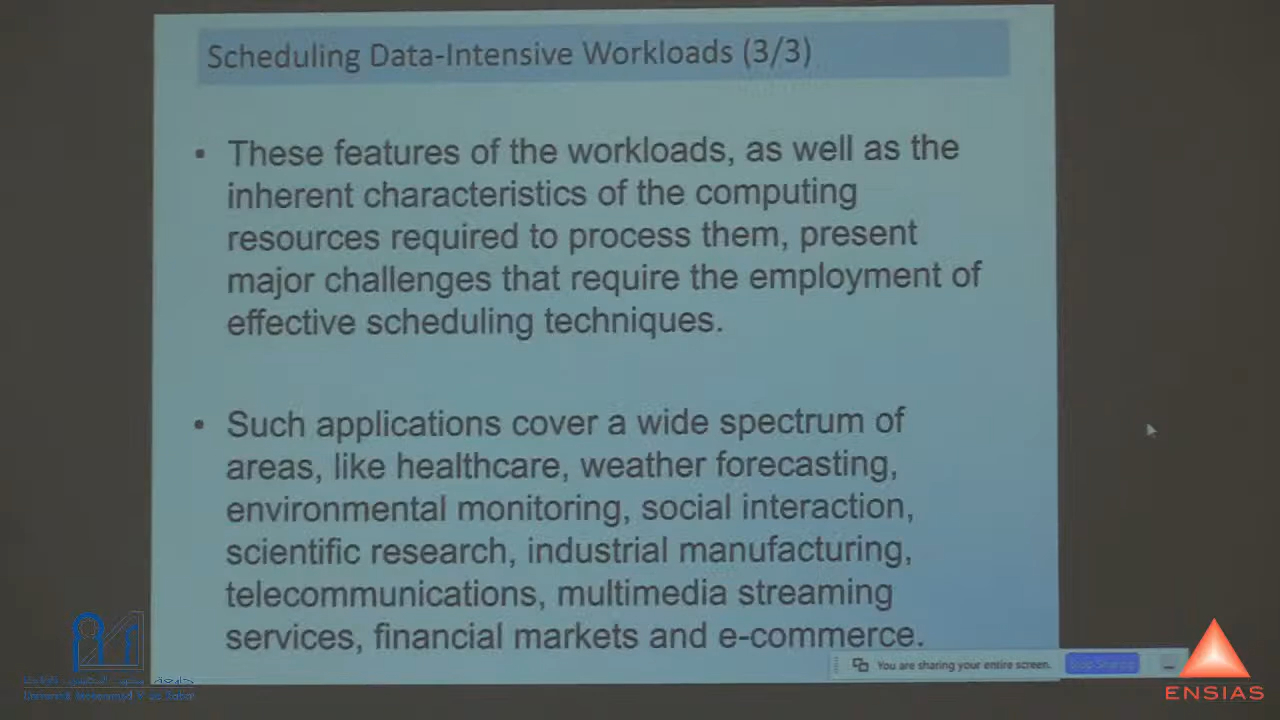 Scheduling Data-Intensive Workloads (3/3)
• These features of the workloads, as well as the
inherent characteristics of the computing
resources required to process them, present
major challenges that require the employment of
effective scheduling techniques.
• Such applications cover a wide spectrum of
areas, like healthcare, weather forecasting,
environmental monitoring, social interaction,
scientific research, industrial manufacturing,
telecommunications, multimedia streaming
services, financial markets and e-commerce.
You are sharing your entire screen.
Stop Sharing
ENSIAS